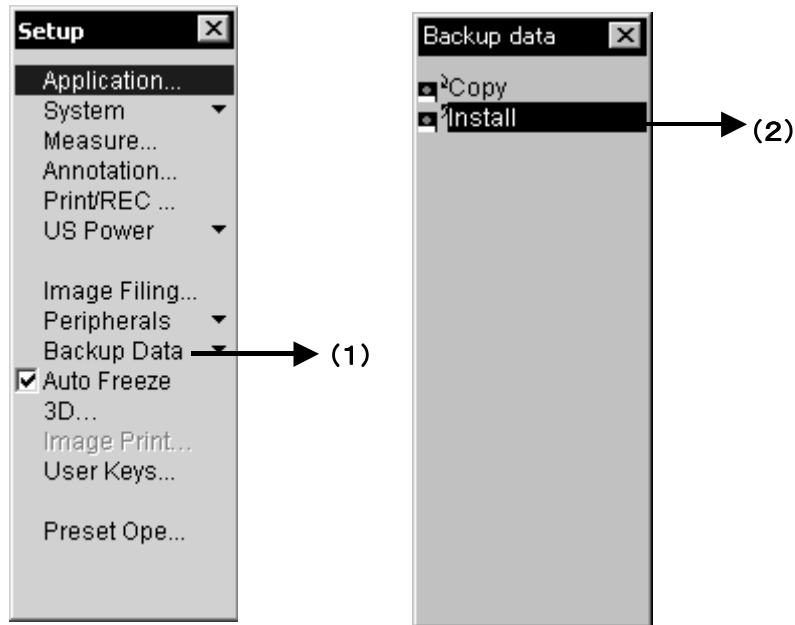 Setup
Application...
System
Measure...
Annotation...
Print/REC ...
US Power
Image Filing...
Peripherals
Backup Data
(1)
Auto Freeze
3D...
Image Print...
User Keys...
Preset Ope...
Backup data
Copy
Install
(2)